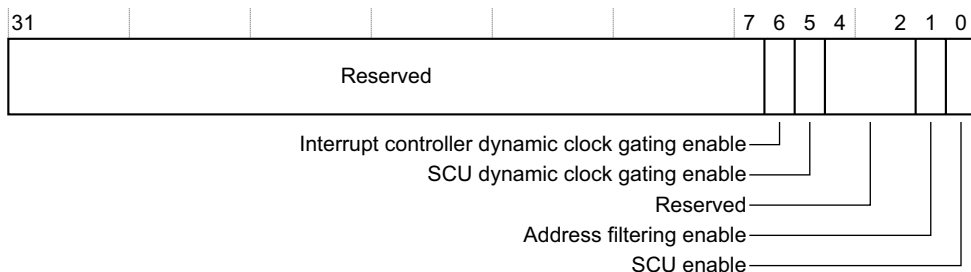 31 7 6 5 4 2 1 0
Reserved
Interrupt controller dynamic clock gating enable
SCU dynamic clock gating enable
Reserved
Address filtering enable
SCU enable